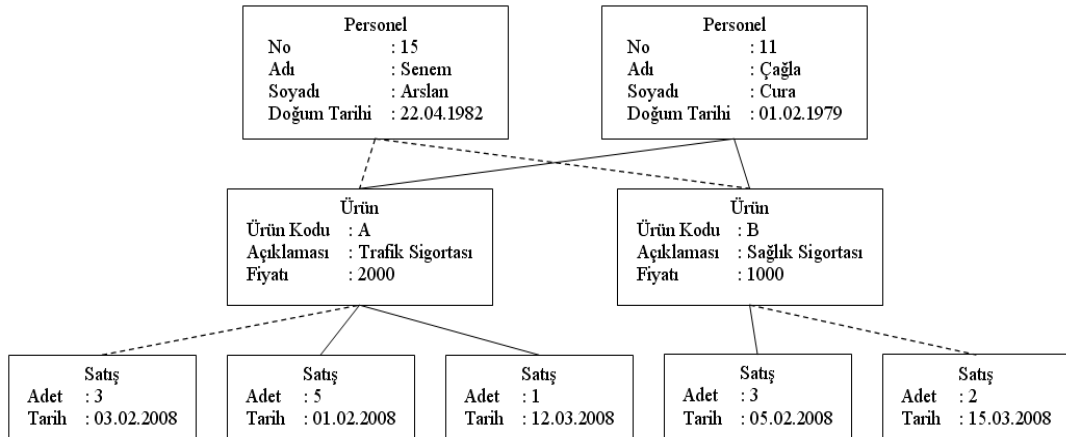 Personel
No : 15
Adı : Senem
Soyadı : Arslan
Doğum Tarihi : 22.04.1982
Personel
No : 11
Adı : Çağla
Soyadı : Cura
Doğum Tarihi : 01.02.1979
Ürün
Ürün Kodu : A
Açıklaması : Trafik Sigortası
Fiyatı : 2000
Ürün
Ürün Kodu : B
Açıklaması : Sağlık Sigortası
Fiyatı : 1000
Satış
Adet : 3
Tarih : 03.02.2008
Satış
Adet : 5
Tarih : 01.02.2008
Satış
Adet : 1
Tarih : 12.03.2008
Satış
Adet : 3
Tarih : 05.02.2008
Satış
Adet : 2
Tarih : 15.03.2008